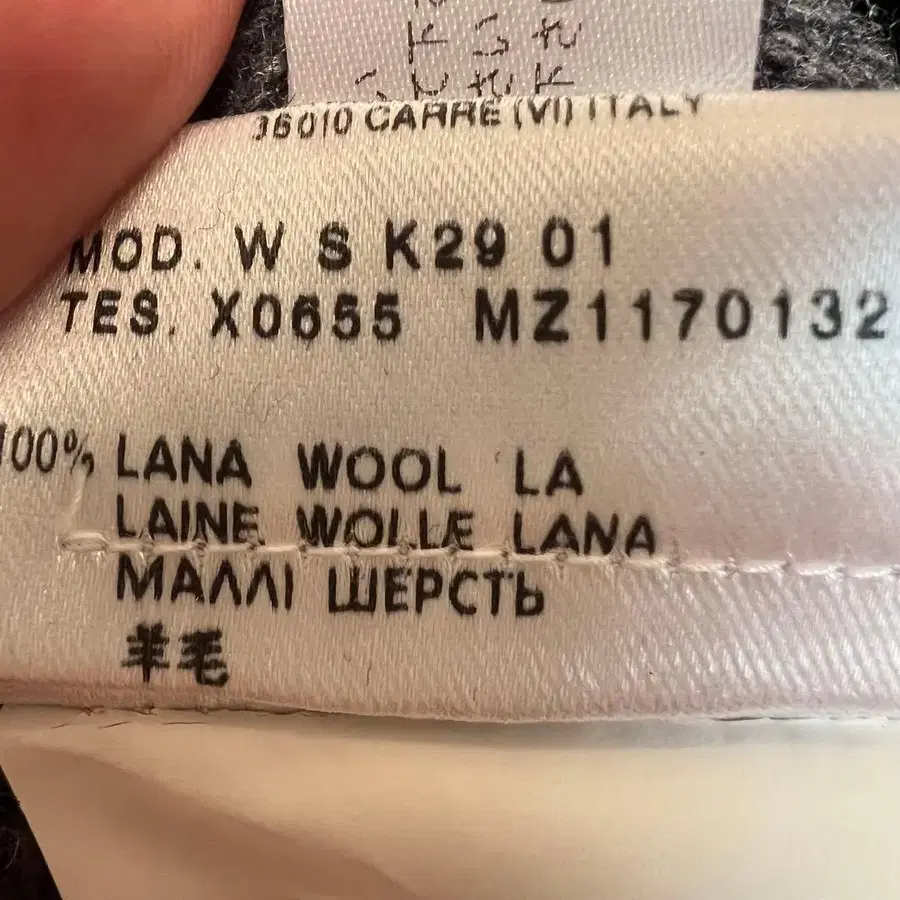 36010 CARRE (VI) ITALY
MOD. W S K29 01
TES. X0655 MZ1170132
100% LANA WOOL LA
LAINE WOLLE LANA
ΜΑΛΛΙ ШЕРСТЬ
羊毛